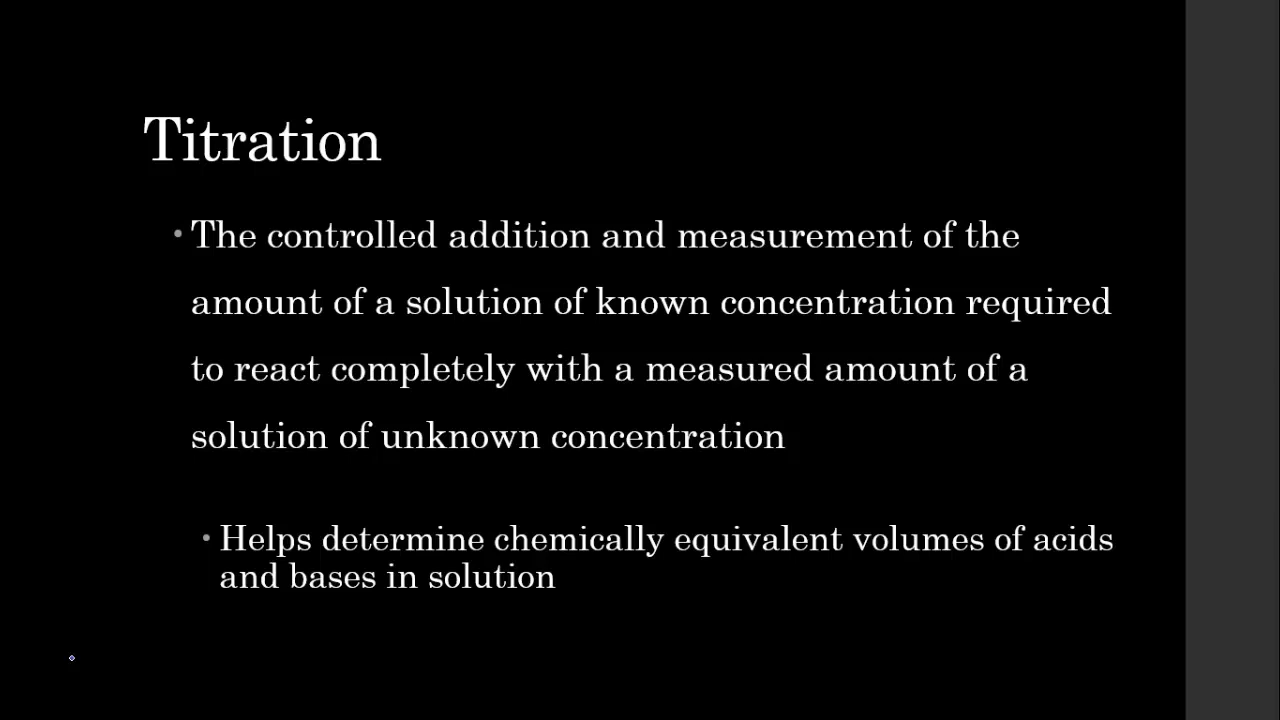 Titration
• The controlled addition and measurement of the
amount of a solution of known concentration required
to react completely with a measured amount of a
solution of unknown concentration
• Helps determine chemically equivalent volumes of acids
and bases in solution